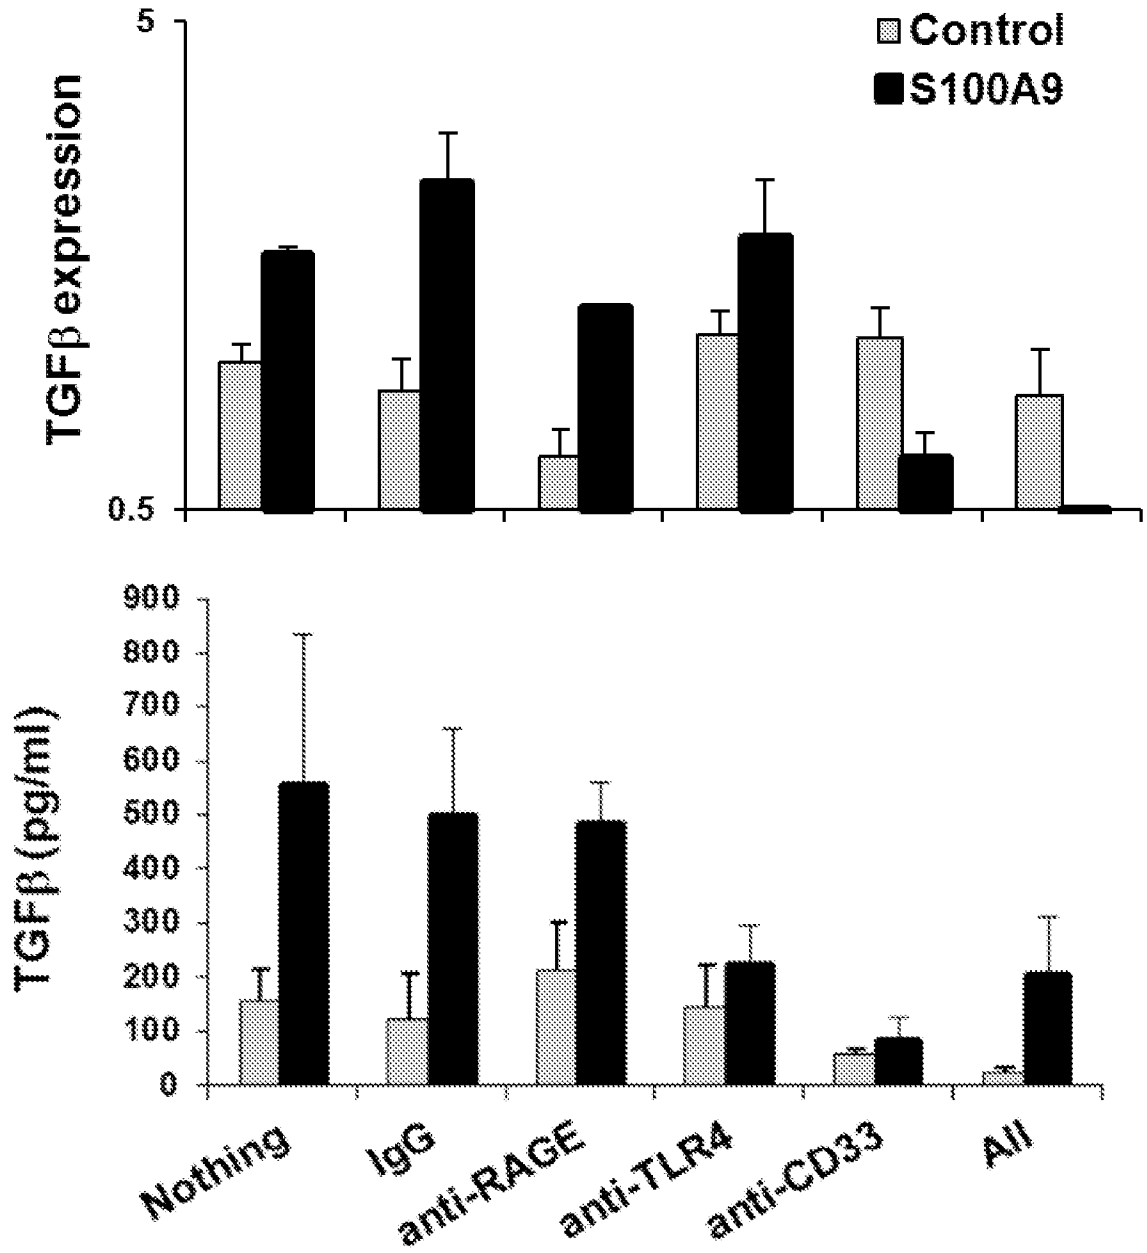 5
Control
S100A9
TGFβ expression
0.5
900
800
700
600
500
400
300
200
100
0
TGFβ (pg/ml)
Nothing
IgG
anti-RAGE
anti-TLR4
anti-CD33
All